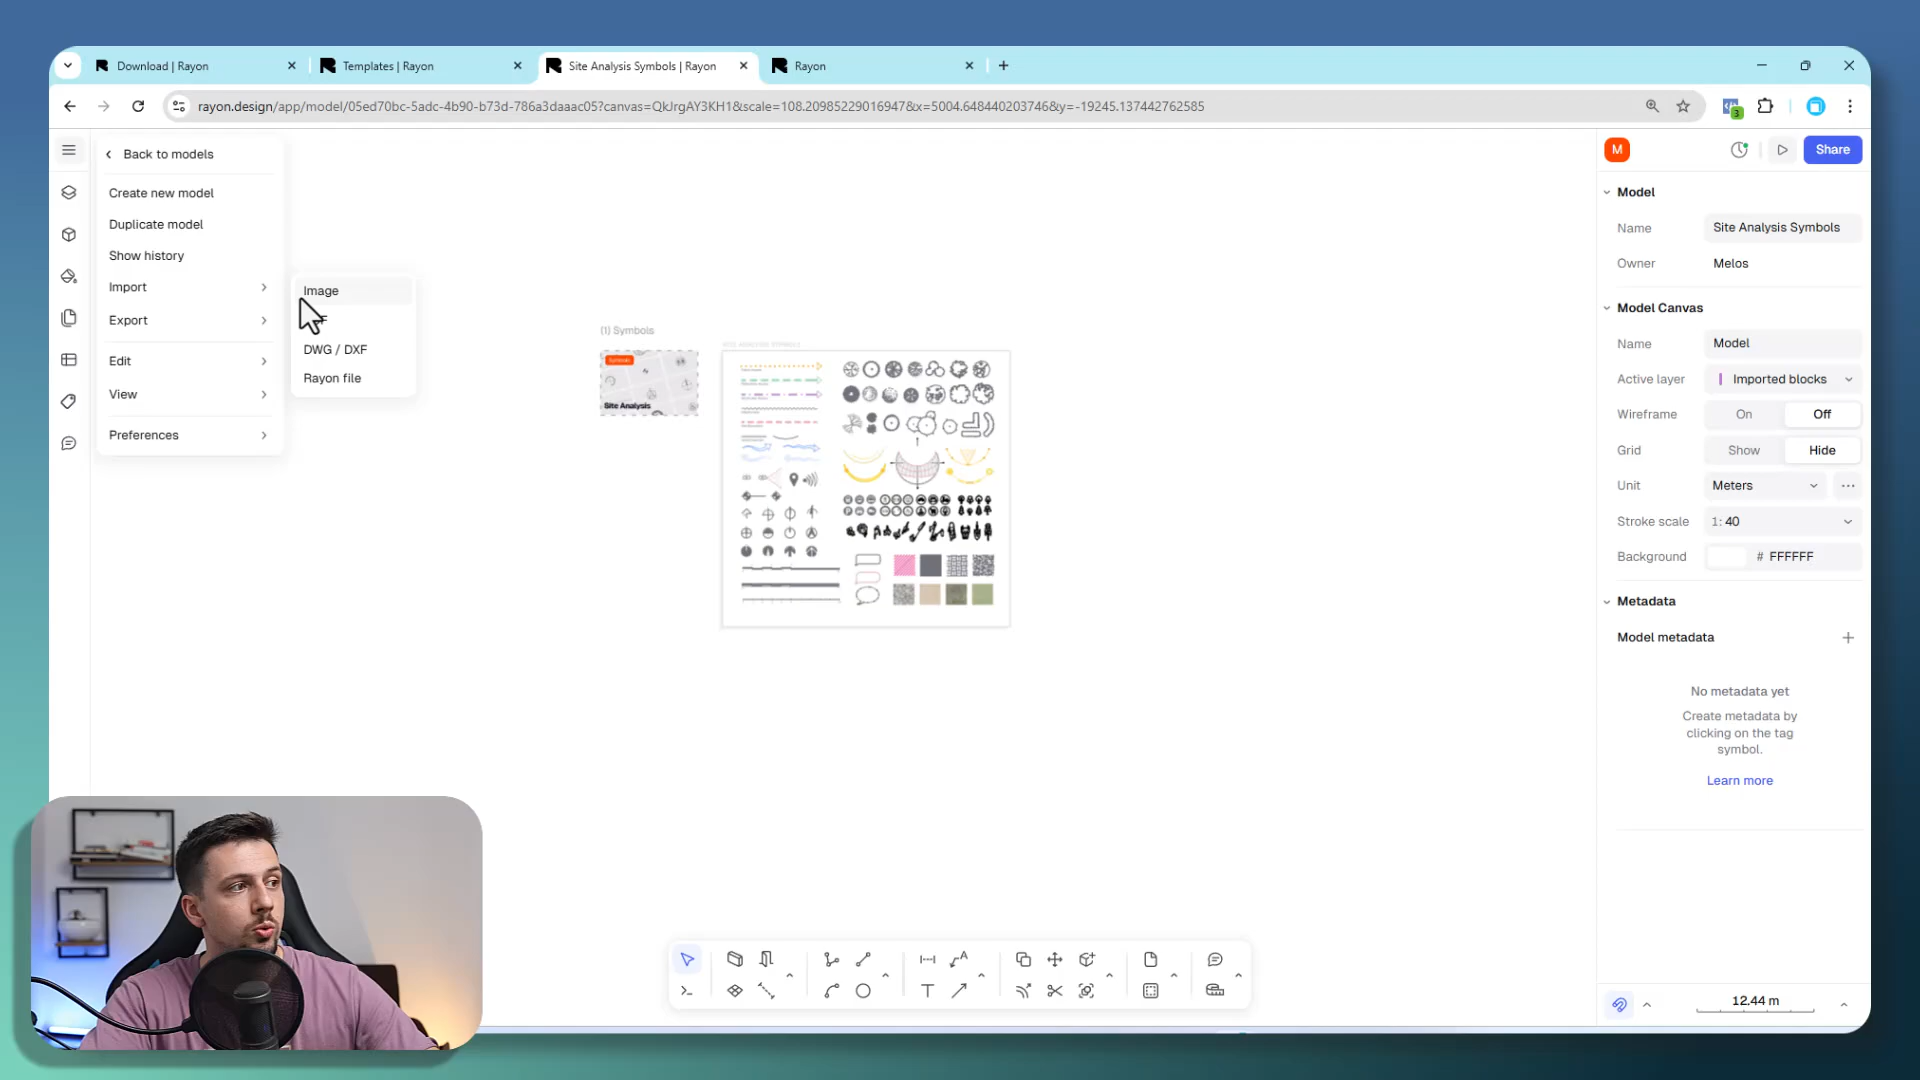 Download | Rayon
Templates | Rayon
Site Analysis Symbols | Rayon
Rayon
rayon.design/app/model/05ed70bc-5adc-4b90-b73d-786a3daaac05?canvas=QkJrgAY3KH1&scale=108.20985229016947&x=5004.648440203746&y=-19245.137442762585
3
Back to models
Create new model
Duplicate model
Show history
Import
Export
Edit
View
Preferences
Image
DWG / DXF
Rayon file
(1) Symbols
Symbols
Site Analysis
SITE ANALYSIS SYMBOLS
M
Share
Model
Name
Site Analysis Symbols
Owner
Melos
Model Canvas
Name
Model
Active layer
Imported blocks
Wireframe
On
Off
Grid
Show
Hide
Unit
Meters
Stroke scale
1: 40
Background
# FFFFFF
Metadata
Model metadata
No metadata yet
Create metadata by
clicking on the tag
symbol.
Learn more
12.44 m